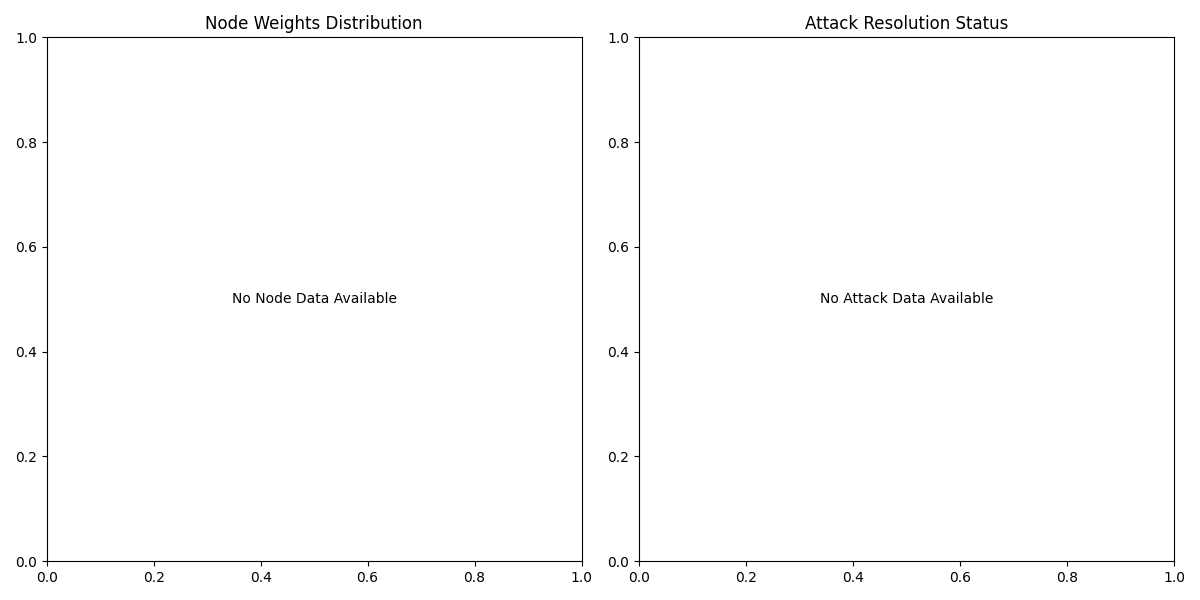 Node Weights Distribution
1.0
0.8
0.6
No Node Data Available
0.4
0.2
0.0
0.0 0.2 0.4 0.6 0.8 1.0
Attack Resolution Status
1.0
0.8
0.6
No Attack Data Available
0.4
0.2
0.0
0.0 0.2 0.4 0.6 0.8 1.0